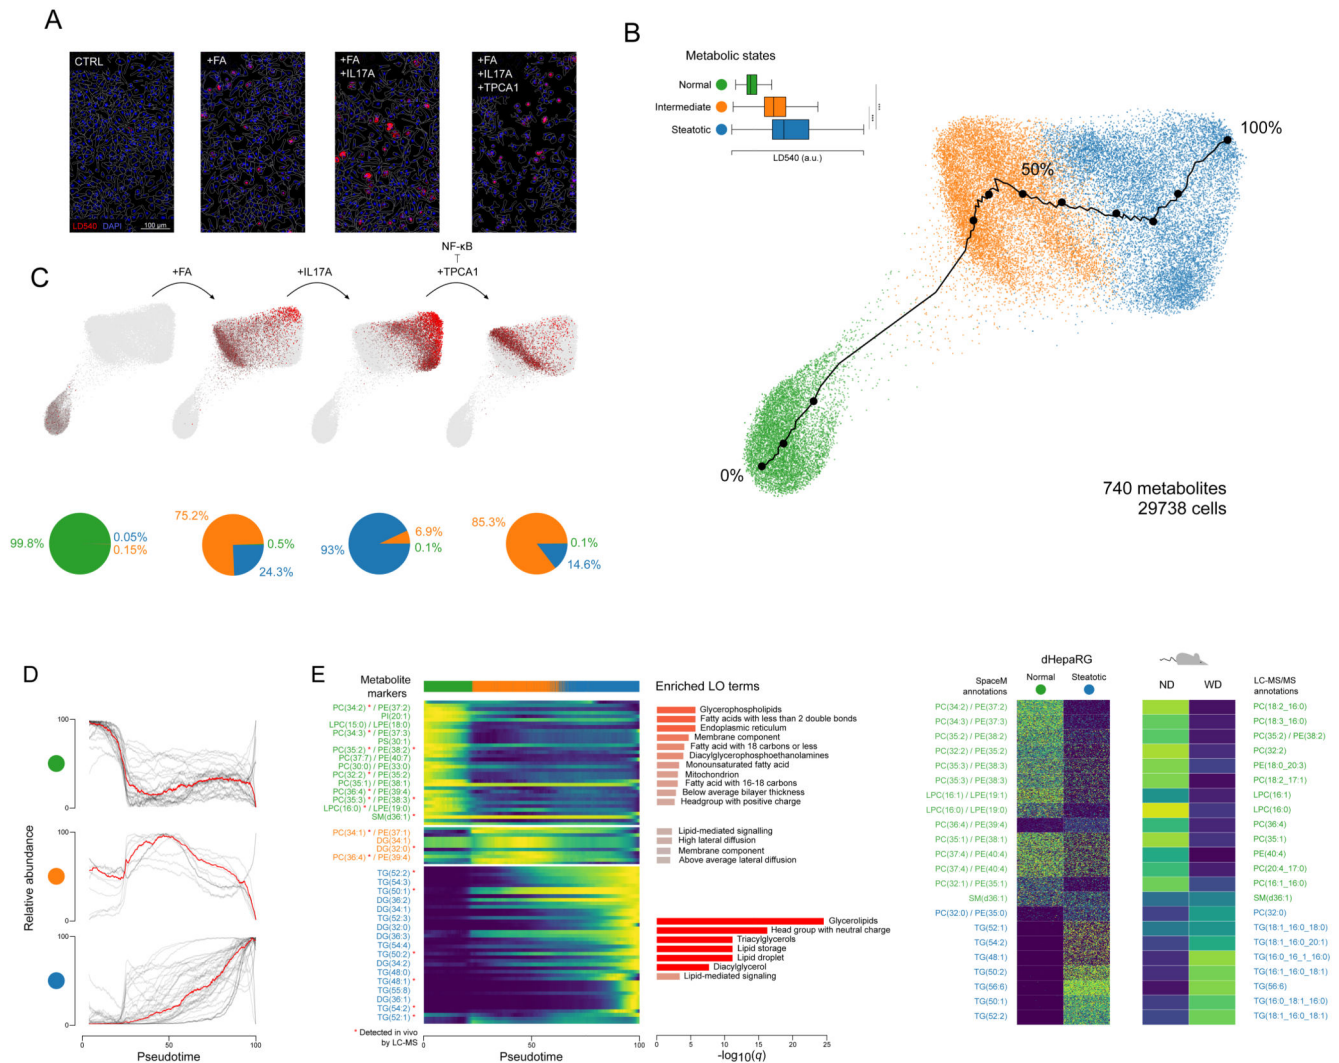 A
CTRL
LD540 DAPI
100 µm
+FA
+FA
+IL17A
+FA
+IL17A
+TPCA1
B
Metabolic states
Normal
Intermediate
Steatotic
***
***
LD540 (a.u.)
0%
50%
100%
740 metabolites
29738 cells
C
+FA
+IL17A
NF-κB
+TPCA1
99.8%
0.05%
0.15%
75.2%
0.5%
24.3%
93%
6.9%
0.1%
85.3%
0.1%
14.6%
D
Relative abundance
100
0
100
0
100
0
0
Pseudotime
100
E
Metabolite
markers
PC(34:2) * / PE(37:2)
PI(20:1)
LPC(15:0) / LPE(18:0)
PC(34:3) * / PE(37:3)
PS(30:1)
PC(35:2) * / PE(38:2) *
PC(37:7) / PE(40:7)
PC(30:0) / PE(33:0)
PC(32:2) * / PE(35:2)
PC(35:1) / PE(38:1)
PC(36:4) * / PE(39:4)
PC(35:3) * / PE(38:3) *
LPC(16:0) * / LPE(19:0)
SM(d36:1) *
PC(34:1) * / PE(37:1)
DG(34:1)
DG(32:0) *
PC(36:4) * / PE(39:4)
TG(52:2) *
TG(54:3)
TG(50:1) *
DG(36:2)
DG(34:1)
TG(52:3)
DG(32:0)
DG(36:3)
TG(54:4)
TG(50:2) *
DG(34:2)
TG(48:0)
TG(48:1) *
TG(55:8)
DG(36:1)
TG(54:2) *
TG(52:1) *
* Detected in vivo
by LC-MS
0
Pseudotime
100
Enriched LO terms
Glycerophospholipids
Fatty acids with less than 2 double bonds
Endoplasmic reticulum
Membrane component
Fatty acid with 18 carbons or less
Diacylglycerophosphoethanolamines
Monounsaturated fatty acid
Mitochondrion
Fatty acid with 16-18 carbons
Below average bilayer thickness
Headgroup with positive charge
Lipid-mediated signalling
High lateral diffusion
Membrane component
Above average lateral diffusion
Glycerolipids
Head group with neutral charge
Triacylglycerols
Lipid storage
Lipid droplet
Diacylglycerol
Lipid-mediated signaling
0 5 10 15 20 25
-log10(q)
dHepaRG
SpaceM
annotations
Normal
Steatotic
PC(34:2) / PE(37:2)
PC(34:3) / PE(37:3)
PC(35:2) / PE(38:2)
PC(32:2) / PE(35:2)
PC(35:3) / PE(38:3)
PC(35:3) / PE(38:3)
LPC(16:1) / LPE(19:1)
LPC(16:0) / LPE(19:0)
PC(36:4) / PE(39:4)
PC(35:1) / PE(38:1)
PC(37:4) / PE(40:4)
PC(37:4) / PE(40:4)
PC(32:1) / PE(35:1)
SM(d36:1)
PC(32:0) / PE(35:0)
TG(52:1)
TG(54:2)
TG(48:1)
TG(50:2)
TG(56:6)
TG(50:1)
TG(52:2)
ND
WD
LC-MS/MS
annotations
PC(18:2_16:0)
PC(18:3_16:0)
PC(35:2) / PE(38:2)
PC(32:2)
PE(18:0_20:3)
PC(18:2_17:1)
LPC(16:1)
LPC(16:0)
PC(36:4)
PC(35:1)
PE(40:4)
PC(20:4_17:0)
PC(16:1_16:0)
SM(d36:1)
PC(32:0)
TG(18:1_16:0_18:0)
TG(18:1_16:0_20:1)
TG(16:0_16_1_16:0)
TG(16:1_16:0_18:1)
TG(56:6)
TG(16:0_18:1_16:0)
TG(18:1_16:0_18:1)